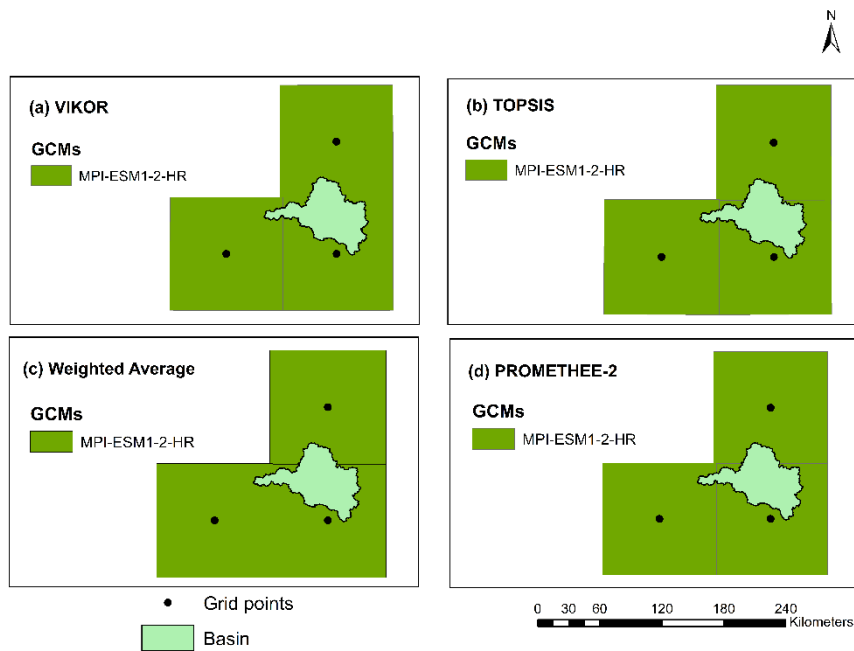 N
(a) VIKOR
GCMs
MPI-ESM1-2-HR
(b) TOPSIS
GCMs
MPI-ESM1-2-HR
(c) Weighted Average
GCMs
MPI-ESM1-2-HR
(d) PROMETHEE-2
GCMs
MPI-ESM1-2-HR
Grid points
Basin
0 15 30 60 120 180 240
Kilometers